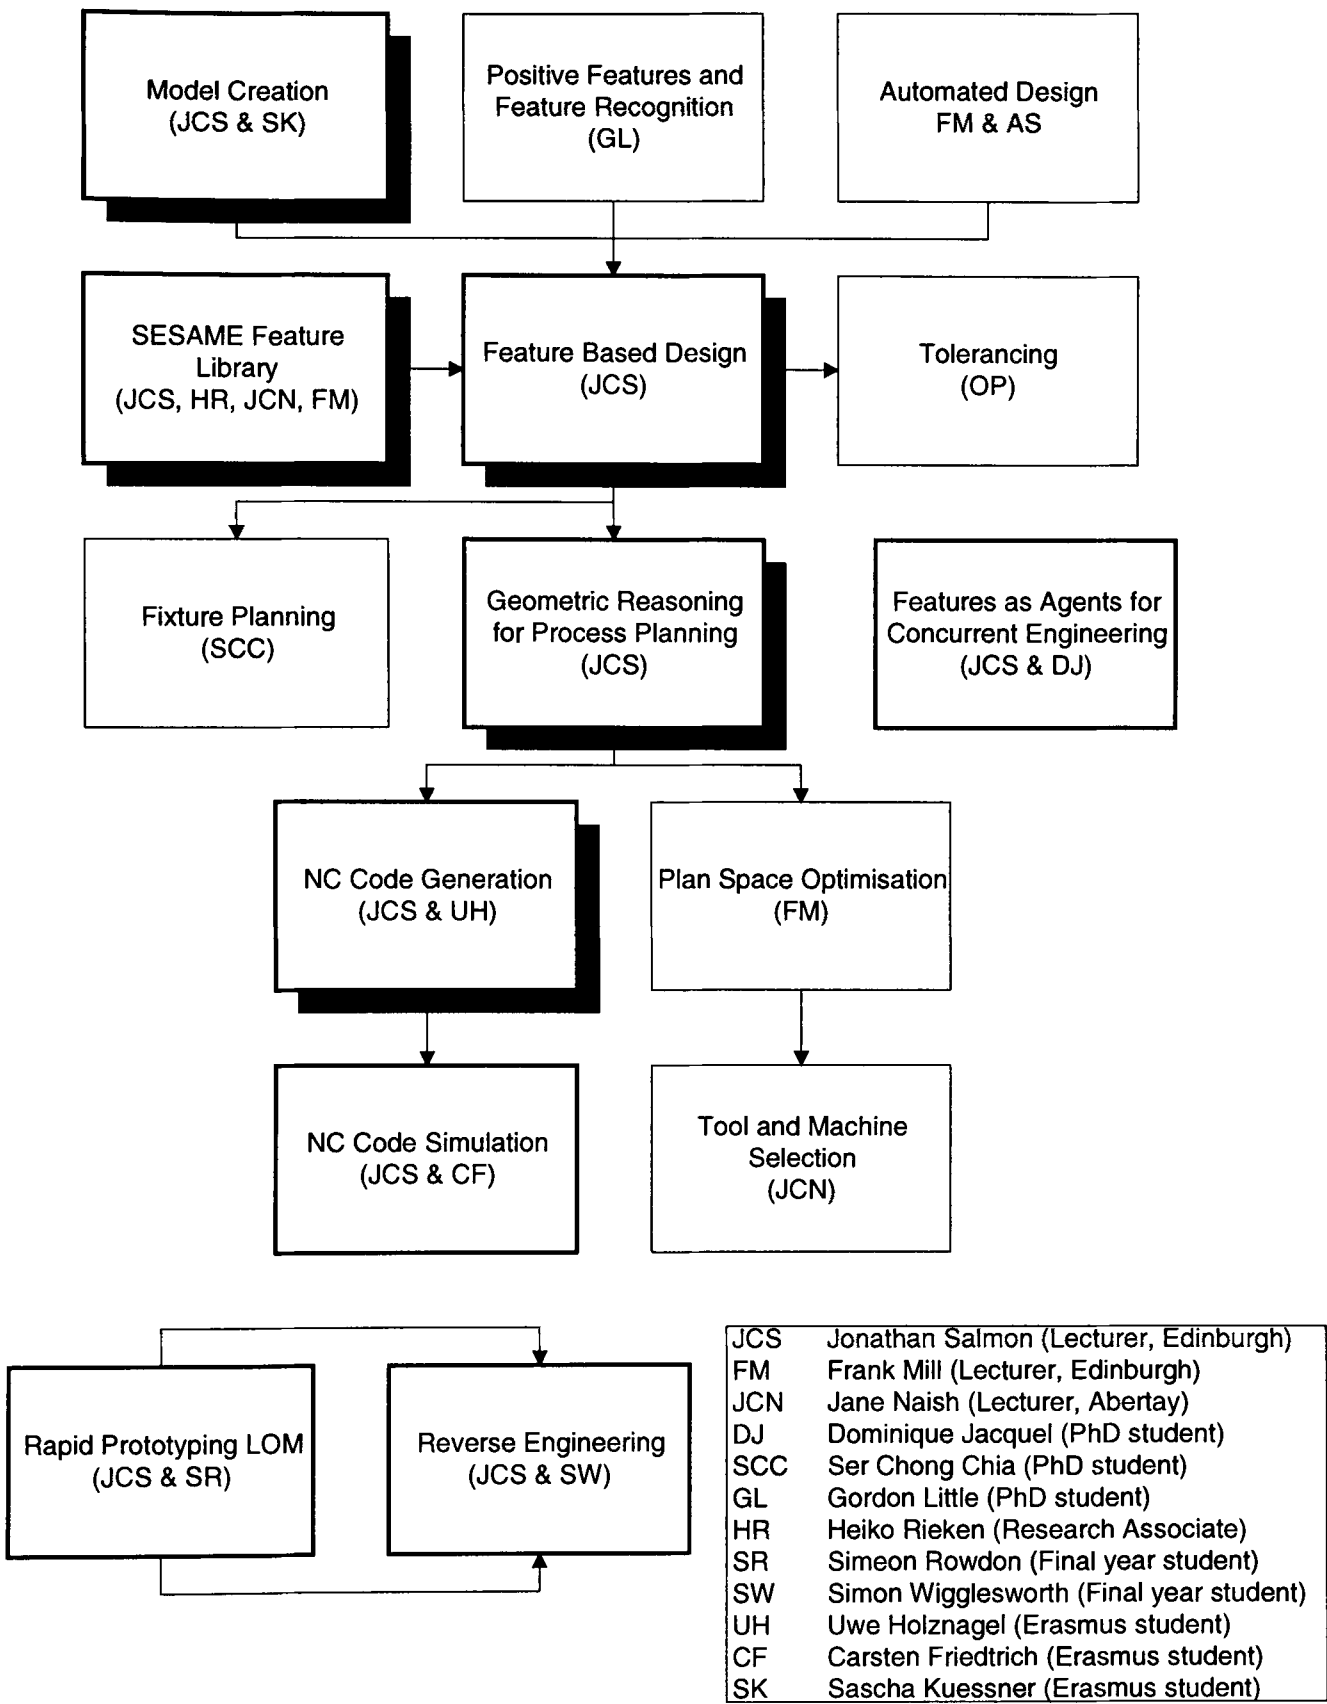 Model Creation
(JCS & SK)
Positive Features and
Feature Recognition
(GL)
Automated Design
FM & AS
SESAME Feature
Library
(JCS, HR, JCN, FM)
Feature Based Design
(JCS)
Tolerancing
(OP)
Fixture Planning
(SCC)
Geometric Reasoning
for Process Planning
(JCS)
Features as Agents for
Concurrent Engineering
(JCS & DJ)
NC Code Generation
(JCS & UH)
Plan Space Optimisation
(FM)
NC Code Simulation
(JCS & CF)
Tool and Machine
Selection
(JCN)
Rapid Prototyping LOM
(JCS & SR)
Reverse Engineering
(JCS & SW)
JCS Jonathan Salmon (Lecturer, Edinburgh)
FM Frank Mill (Lecturer, Edinburgh)
JCN Jane Naish (Lecturer, Abertay)
DJ Dominique Jacquel (PhD student)
SCC Ser Chong Chia (PhD student)
GL Gordon Little (PhD student)
HR Heiko Rieken (Research Associate)
SR Simeon Rowdon (Final year student)
SW Simon Wigglesworth (Final year student)
UH Uwe Holznagel (Erasmus student)
CF Carsten Friedtrich (Erasmus student)
SK Sascha Kuessner (Erasmus student)